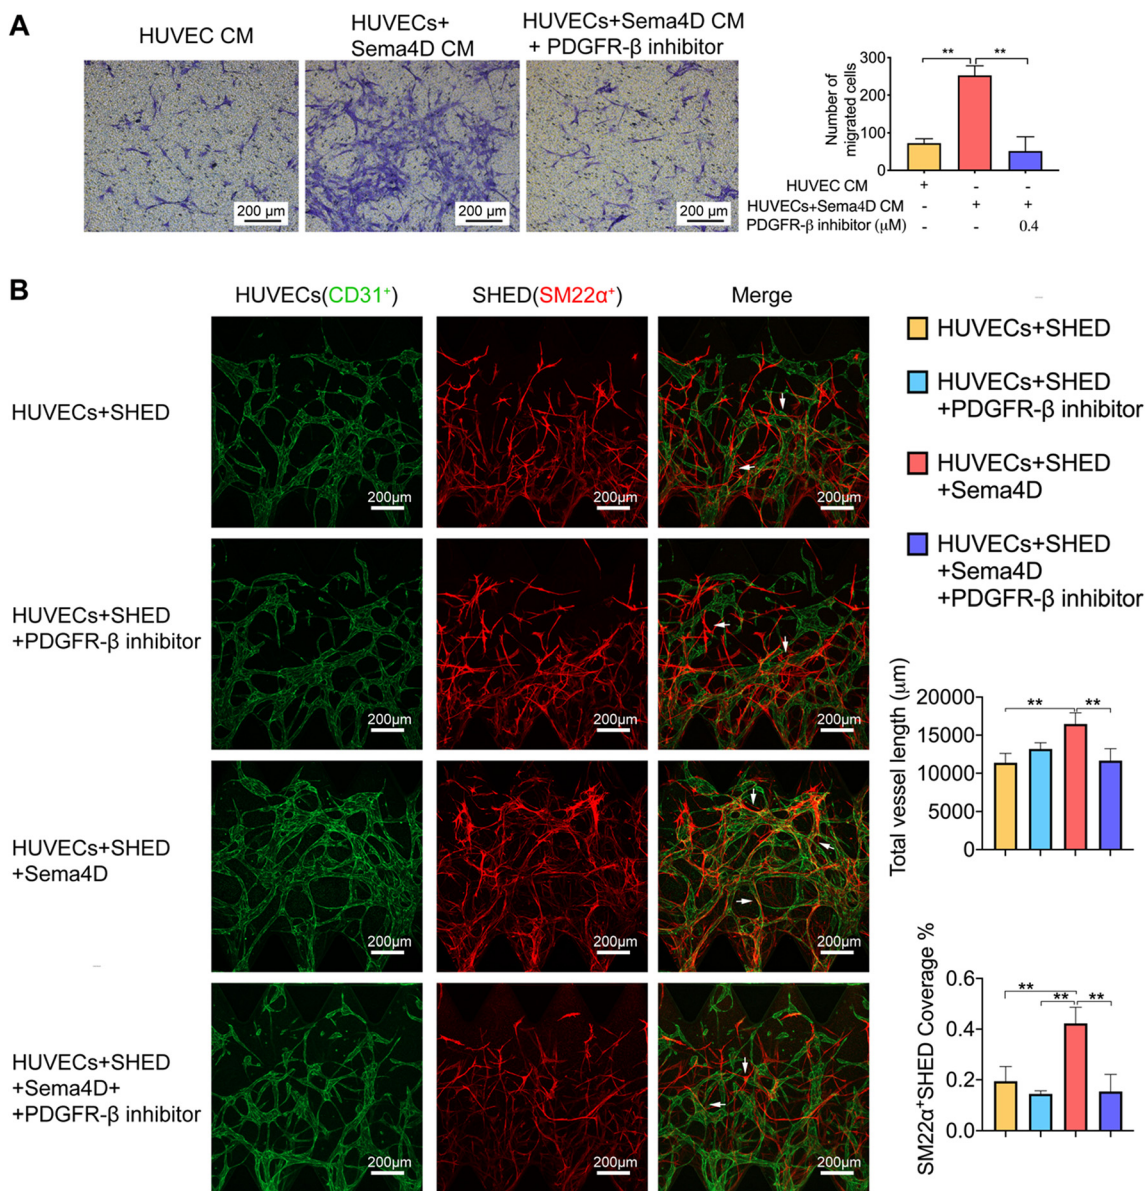 A
HUVEC CM
HUVECs+
Sema4D CM
HUVECs+Sema4D CM
+ PDGFR-β inhibitor
200 µm
200 µm
200 µm
Number of
migrated cells
300
200
100
0
**
**
HUVEC CM + - -
HUVECs+Sema4D CM - + +
PDGFR-β inhibitor (µM) - - 0.4
B
HUVECs(CD31⁺)
SHED(SM22α⁺)
Merge
HUVECs+SHED
200µm
200µm
200µm
HUVECs+SHED
+PDGFR-β inhibitor
200µm
200µm
200µm
HUVECs+SHED
+Sema4D
200µm
200µm
200µm
HUVECs+SHED
+Sema4D+
+PDGFR-β inhibitor
200µm
200µm
200µm
HUVECs+SHED
HUVECs+SHED
+PDGFR-β inhibitor
HUVECs+SHED
+Sema4D
HUVECs+SHED
+Sema4D
+PDGFR-β inhibitor
Total vessel length (µm)
20000
15000
10000
5000
0
**
**
SM22α⁺SHED Coverage %
0.6
0.4
0.2
0.0
**
**
**